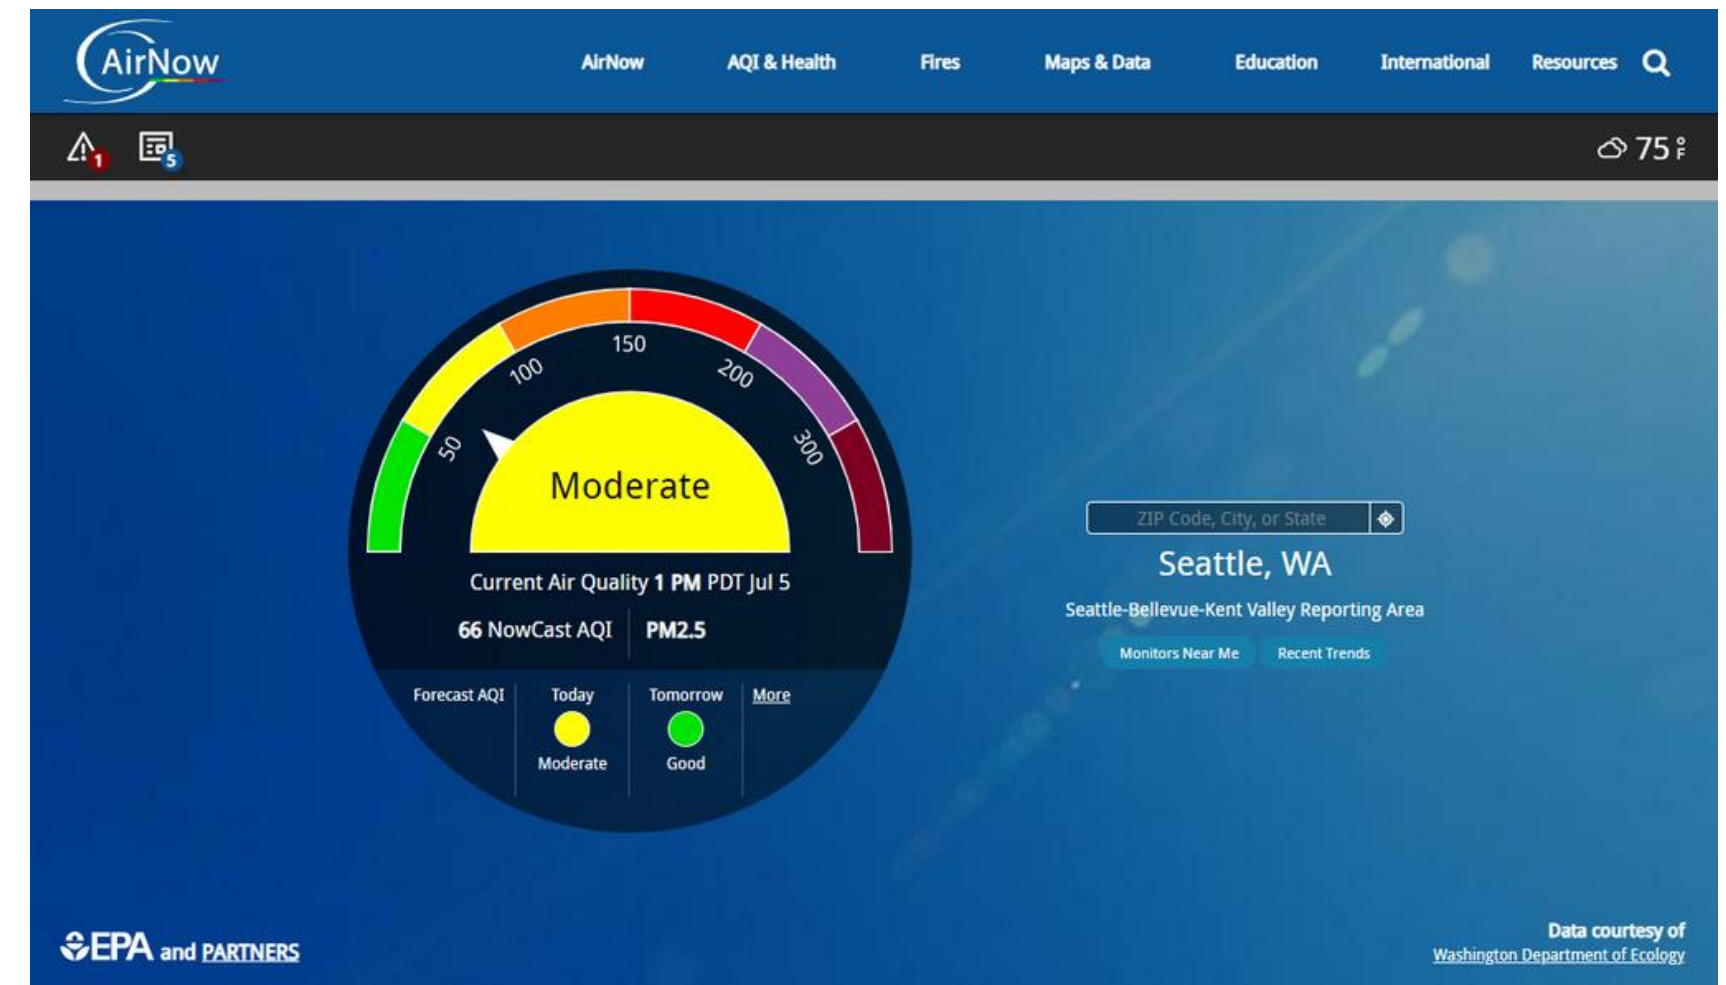 AirNow
AirNow AQI & Health Fires Maps & Data Education International Resources
1 5 75 °F
50 100 150 200 300
Moderate
Current Air Quality 1 PM PDT Jul 5
66 NowCast AQI PM2.5
Forecast AQI Today Tomorrow More
Moderate Good
ZIP Code, City, or State
Seattle, WA
Seattle-Bellevue-Kent Valley Reporting Area
Monitors Near Me Recent Trends
EPA and PARTNERS
Data courtesy of
Washington Department of Ecology